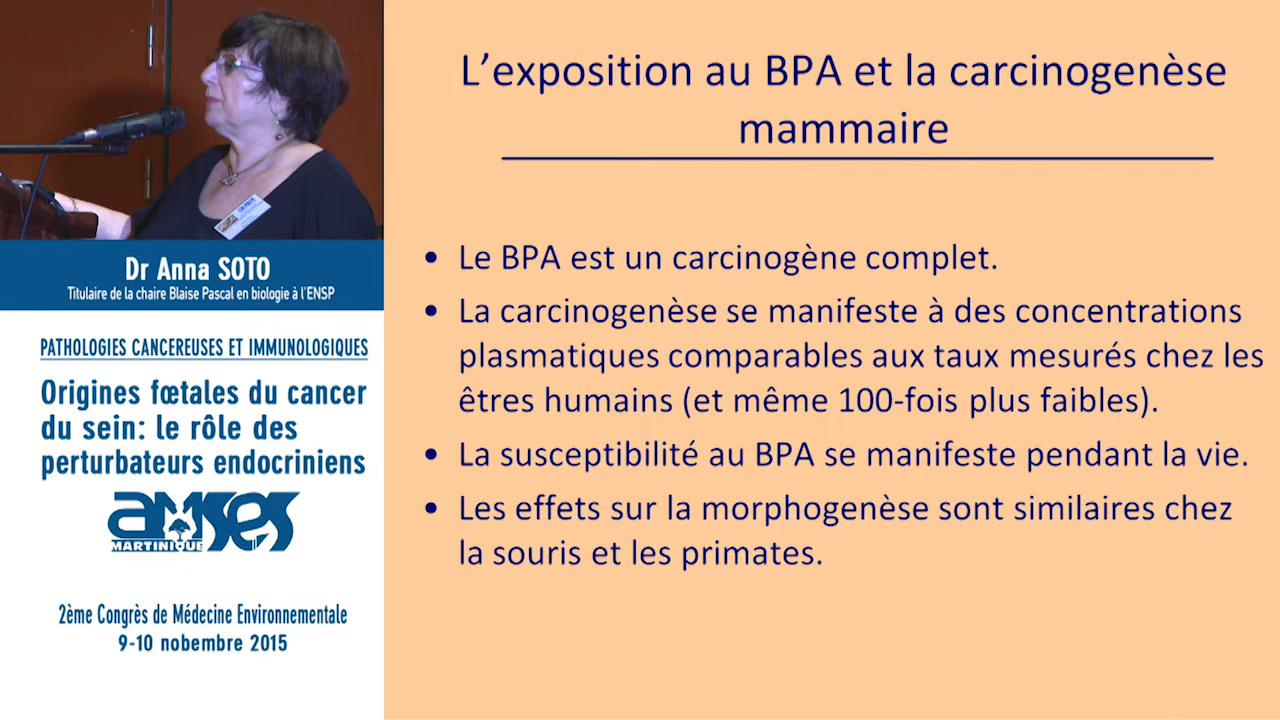 Dr Anna SOTO
Titulaire de la chaire Blaise Pascal en biologie à l'ENSP
PATHOLOGIES CANCEREUSES ET IMMUNOLOGIQUES
Origines fœtales du cancer
du sein: le rôle des
perturbateurs endocriniens
amses
MARTINIQUE
2ème Congrès de Médecine Environnementale
9-10 nobembre 2015
L'exposition au BPA et la carcinogenèse
mammaire
• Le BPA est un carcinogène complet.
• La carcinogenèse se manifeste à des concentrations
plasmatiques comparables aux taux mesurés chez les
êtres humains (et même 100-fois plus faibles).
• La susceptibilité au BPA se manifeste pendant la vie.
• Les effets sur la morphogenèse sont similaires chez
la souris et les primates.